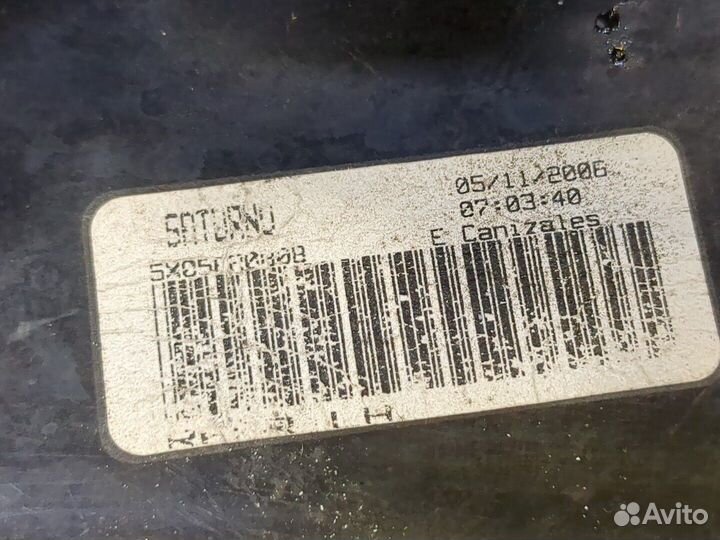 SATURNO
05/11/2006
07:03:40
E Canizales
Avito